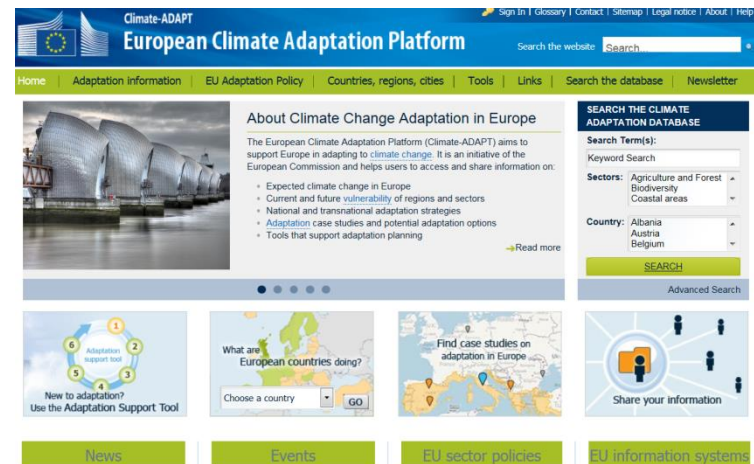 Sign In | Glossary | Contact | Sitemap | Legal notice | About | Help
Climate-ADAPT
European Climate Adaptation Platform
Search the website
Search...
Home | Adaptation information | EU Adaptation Policy | Countries, regions, cities | Tools | Links | Search the database | Newsletter
About Climate Change Adaptation in Europe
The European Climate Adaptation Platform (Climate-ADAPT) aims to
support Europe in adapting to climate change. It is an initiative of the
European Commission and helps users to access and share information on:
Expected climate change in Europe
Current and future vulnerability of regions and sectors
National and transnational adaptation strategies
Adaptation case studies and potential adaptation options
Tools that support adaptation planning
Read more
SEARCH THE CLIMATE
ADAPTATION DATABASE
Search Term(s):
Keyword Search
Sectors: Agriculture and Forest
Biodiversity
Coastal areas
Country: Albania
Austria
Belgium
SEARCH
Advanced Search
1
2
3
4
5
6
Adaptation
support tool
New to adaptation?
Use the Adaptation Support Tool
What are
European countries doing?
Choose a country
GO
Find case studies on
adaptation in Europe
Share your information
News
Events
EU sector policies
EU information systems